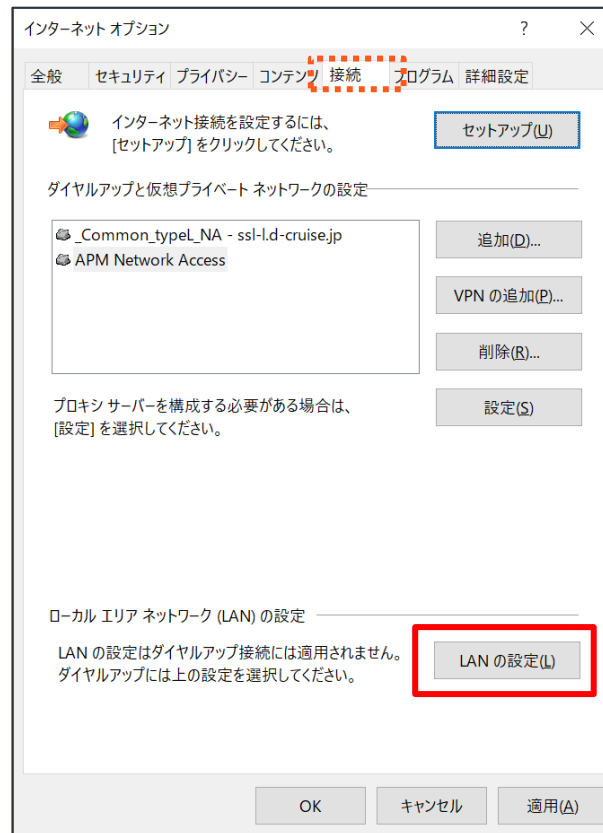 インターネット オプション
全般 セキュリティ プライバシー コンテンツ 接続 プログラム 詳細設定
インターネット接続を設定するには、
[セットアップ] をクリックしてください。
セットアップ(U)
ダイヤルアップと仮想プライベート ネットワークの設定
_Common_typeL_NA - ssl-l.d-cruise.jp
APM Network Access
追加(D)...
VPN の追加(P)...
削除(R)...
プロキシ サーバーを構成する必要がある場合は、
[設定] を選択してください。
設定(S)
ローカル エリア ネットワーク (LAN) の設定
LAN の設定はダイヤルアップ接続には適用されません。
ダイヤルアップには上の設定を選択してください。
LAN の設定(L)
OK キャンセル 適用(A)